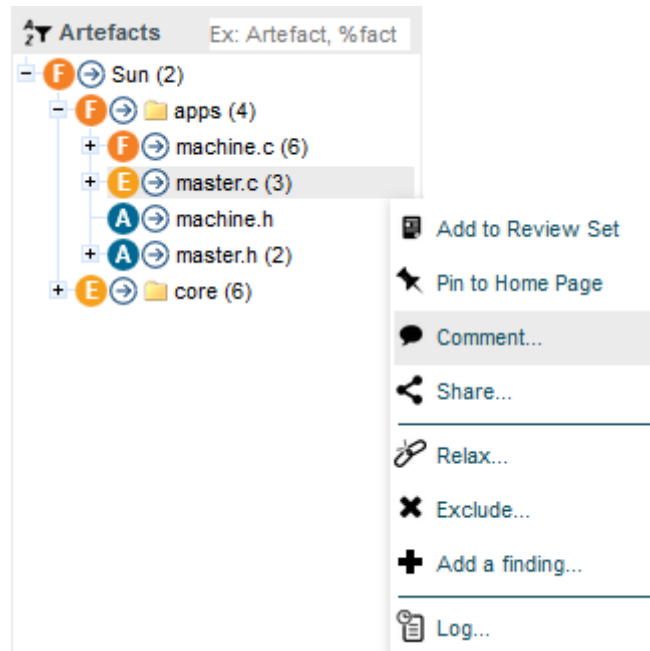 A Z Artefacts Ex: Artefact, %fact
F Sun (2)
F apps (4)
F machine.c (6)
E master.c (3)
A machine.h
A master.h (2)
E core (6)
Add to Review Set
Pin to Home Page
Comment...
Share...
Relax...
Exclude...
Add a finding...
Log...